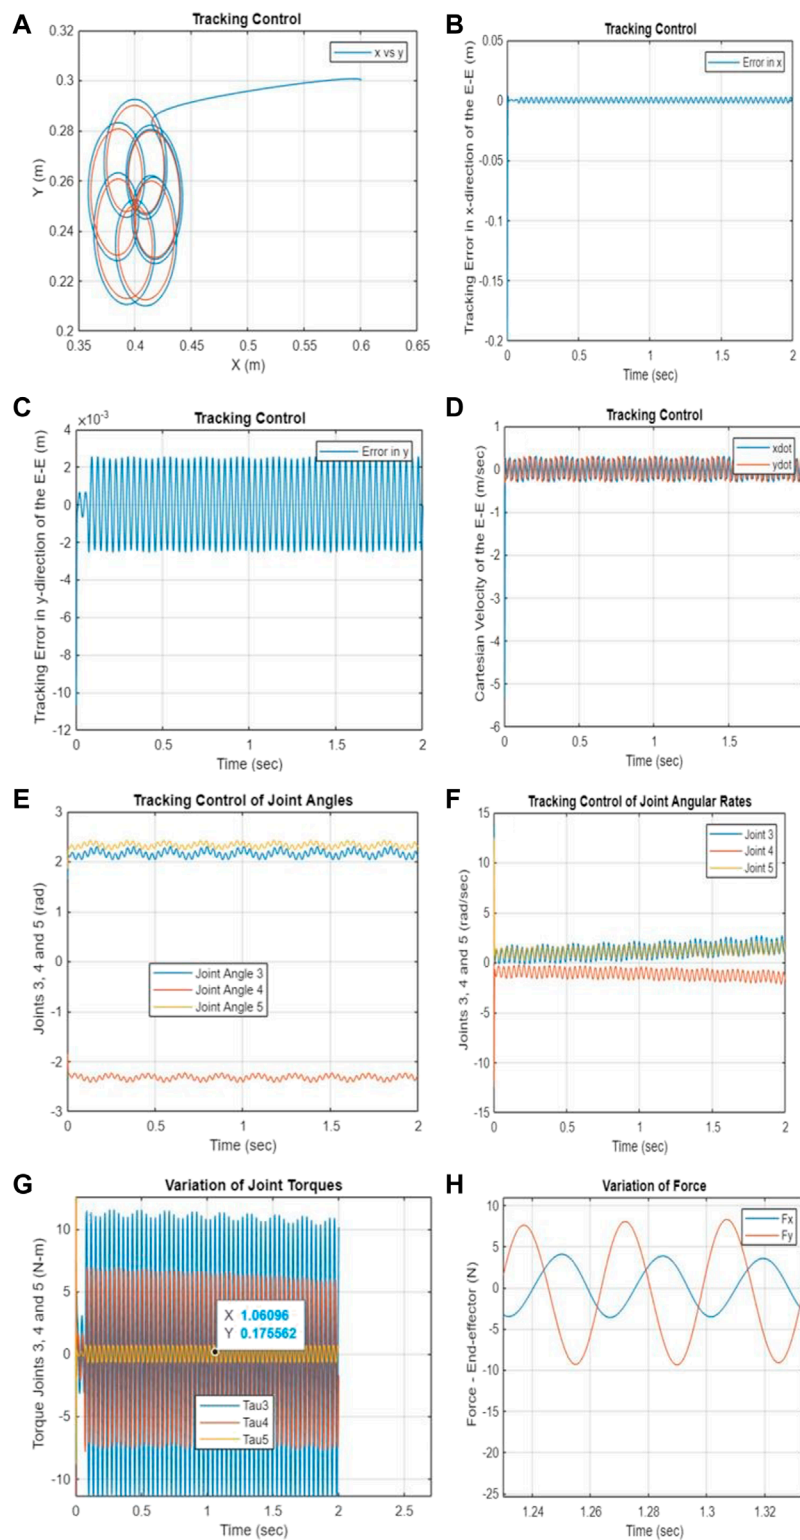 A
Tracking Control
0.32
0.3
0.28
0.26
0.24
0.22
0.2
Y (m)
x vs y
0.35 0.4 0.45 0.5 0.55 0.6 0.65
X (m)
B
Tracking Control
0.05
0
-0.05
-0.1
-0.15
-0.2
Tracking Error in x-direction of the E-E (m)
Error in x
0 0.5 1 1.5 2
Time (sec)
C
×10⁻³
Tracking Control
4
2
0
-2
-4
-6
-8
-10
-12
Tracking Error in y-direction of the E-E (m)
Error in y
0 0.5 1 1.5 2
Time (sec)
D
Tracking Control
1
0
-1
-2
-3
-4
-5
-6
Cartesian Velocity of the E-E (m/sec)
xdot
ydot
0 0.5 1 1.5
Time (sec)
E
Tracking Control of Joint Angles
3
2
1
0
-1
-2
-3
Joints 3, 4 and 5 (rad)
Joint Angle 3
Joint Angle 4
Joint Angle 5
0 0.5 1 1.5 2
Time (sec)
F
Tracking Control of Joint Angular Rates
15
10
5
0
-5
-10
-15
Joints 3, 4 and 5 (rad/sec)
Joint 3
Joint 4
Joint 5
0 0.5 1 1.5 2
Time (sec)
G
Variation of Joint Torques
10
5
0
-5
-10
Torque Joints 3, 4 and 5 (N-m)
X 1.06096
Y 0.175562
Tau3
Tau4
Tau5
0 0.5 1 1.5 2 2.5
Time (sec)
H
Variation of Force
10
5
0
-5
-10
-15
-20
-25
Force - End-effector (N)
Fx
Fy
1.24 1.26 1.28 1.3 1.32
Time (sec)